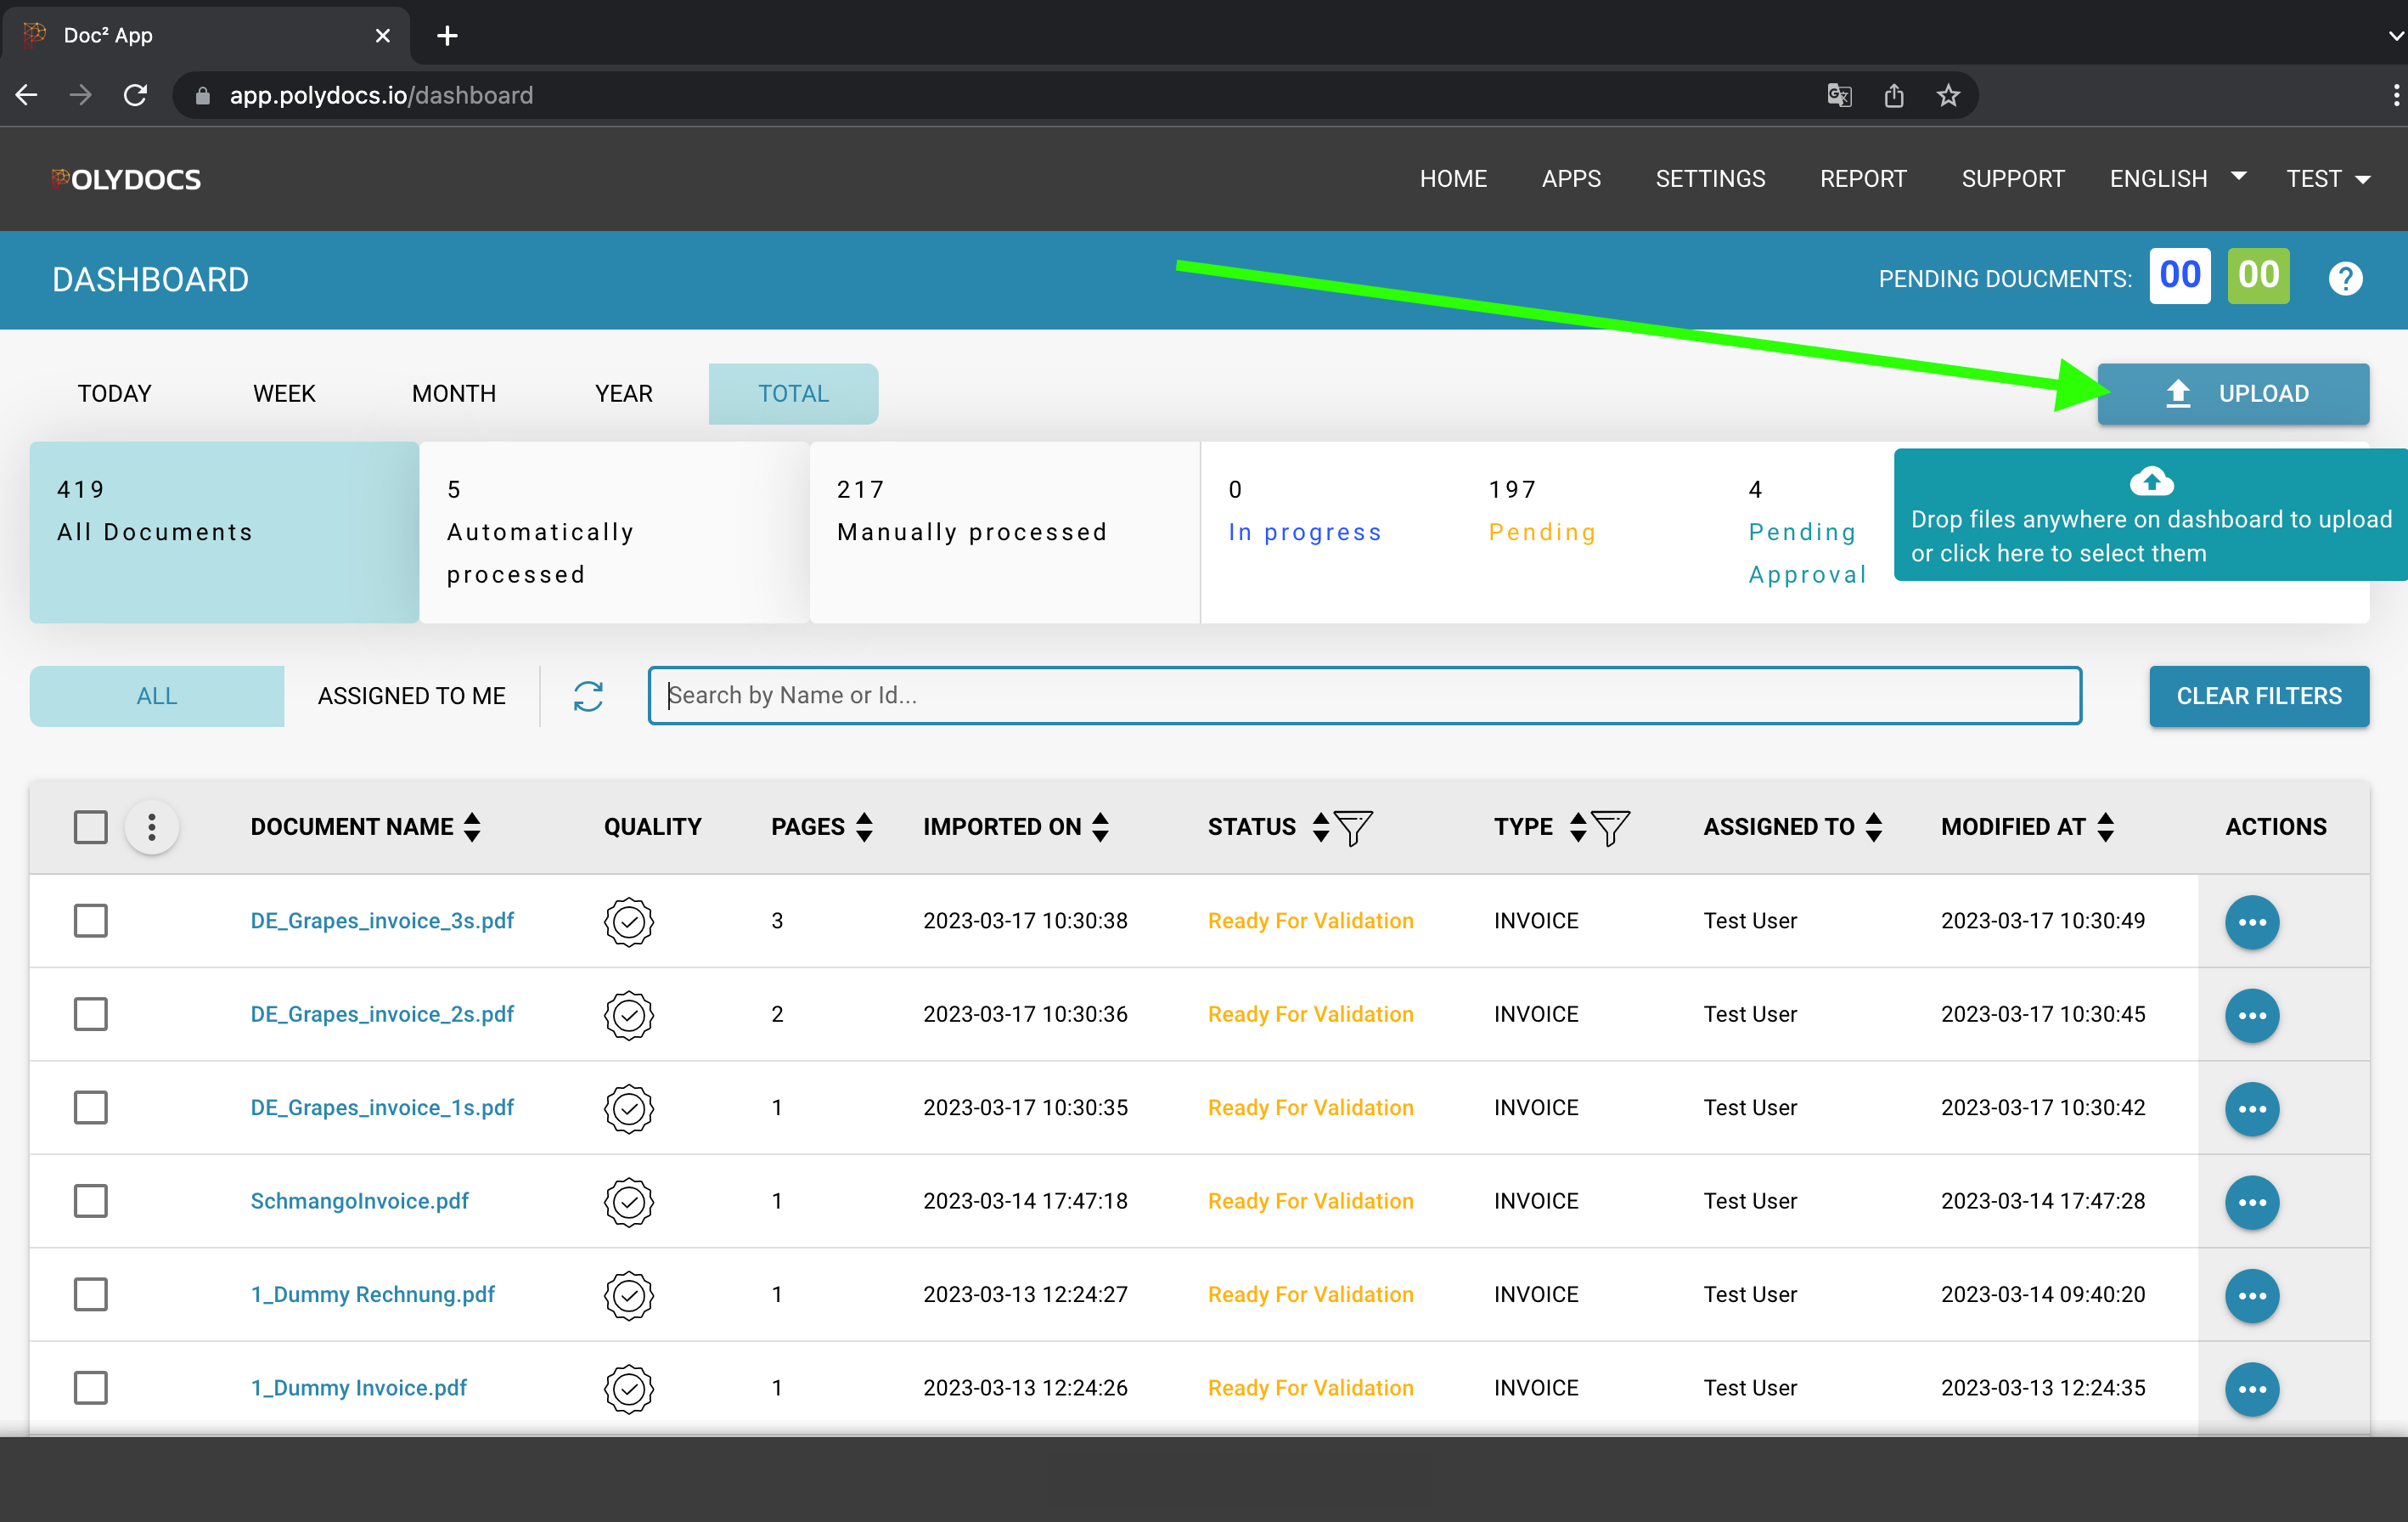 Doc² App
app.polydocs.io/dashboard
POLYDOCS
HOME APPS SETTINGS REPORT SUPPORT ENGLISH TEST
DASHBOARD
PENDING DOUCMENTS: 00 00 ?
TODAY WEEK MONTH YEAR TOTAL
UPLOAD
419
All Documents
5
Automatically
processed
217
Manually processed
0
In progress
197
Pending
4
Pending
Approval
Drop files anywhere on dashboard to upload
or click here to select them
ALL ASSIGNED TO ME
Search by Name or Id...
CLEAR FILTERS
DOCUMENT NAME QUALITY PAGES IMPORTED ON STATUS TYPE ASSIGNED TO MODIFIED AT ACTIONS
DE_Grapes_invoice_3s.pdf 3 2023-03-17 10:30:38 Ready For Validation INVOICE Test User 2023-03-17 10:30:49
DE_Grapes_invoice_2s.pdf 2 2023-03-17 10:30:36 Ready For Validation INVOICE Test User 2023-03-17 10:30:45
DE_Grapes_invoice_1s.pdf 1 2023-03-17 10:30:35 Ready For Validation INVOICE Test User 2023-03-17 10:30:42
SchmangoInvoice.pdf 1 2023-03-14 17:47:18 Ready For Validation INVOICE Test User 2023-03-14 17:47:28
1_Dummy Rechnung.pdf 1 2023-03-13 12:24:27 Ready For Validation INVOICE Test User 2023-03-14 09:40:20
1_Dummy Invoice.pdf 1 2023-03-13 12:24:26 Ready For Validation INVOICE Test User 2023-03-13 12:24:35